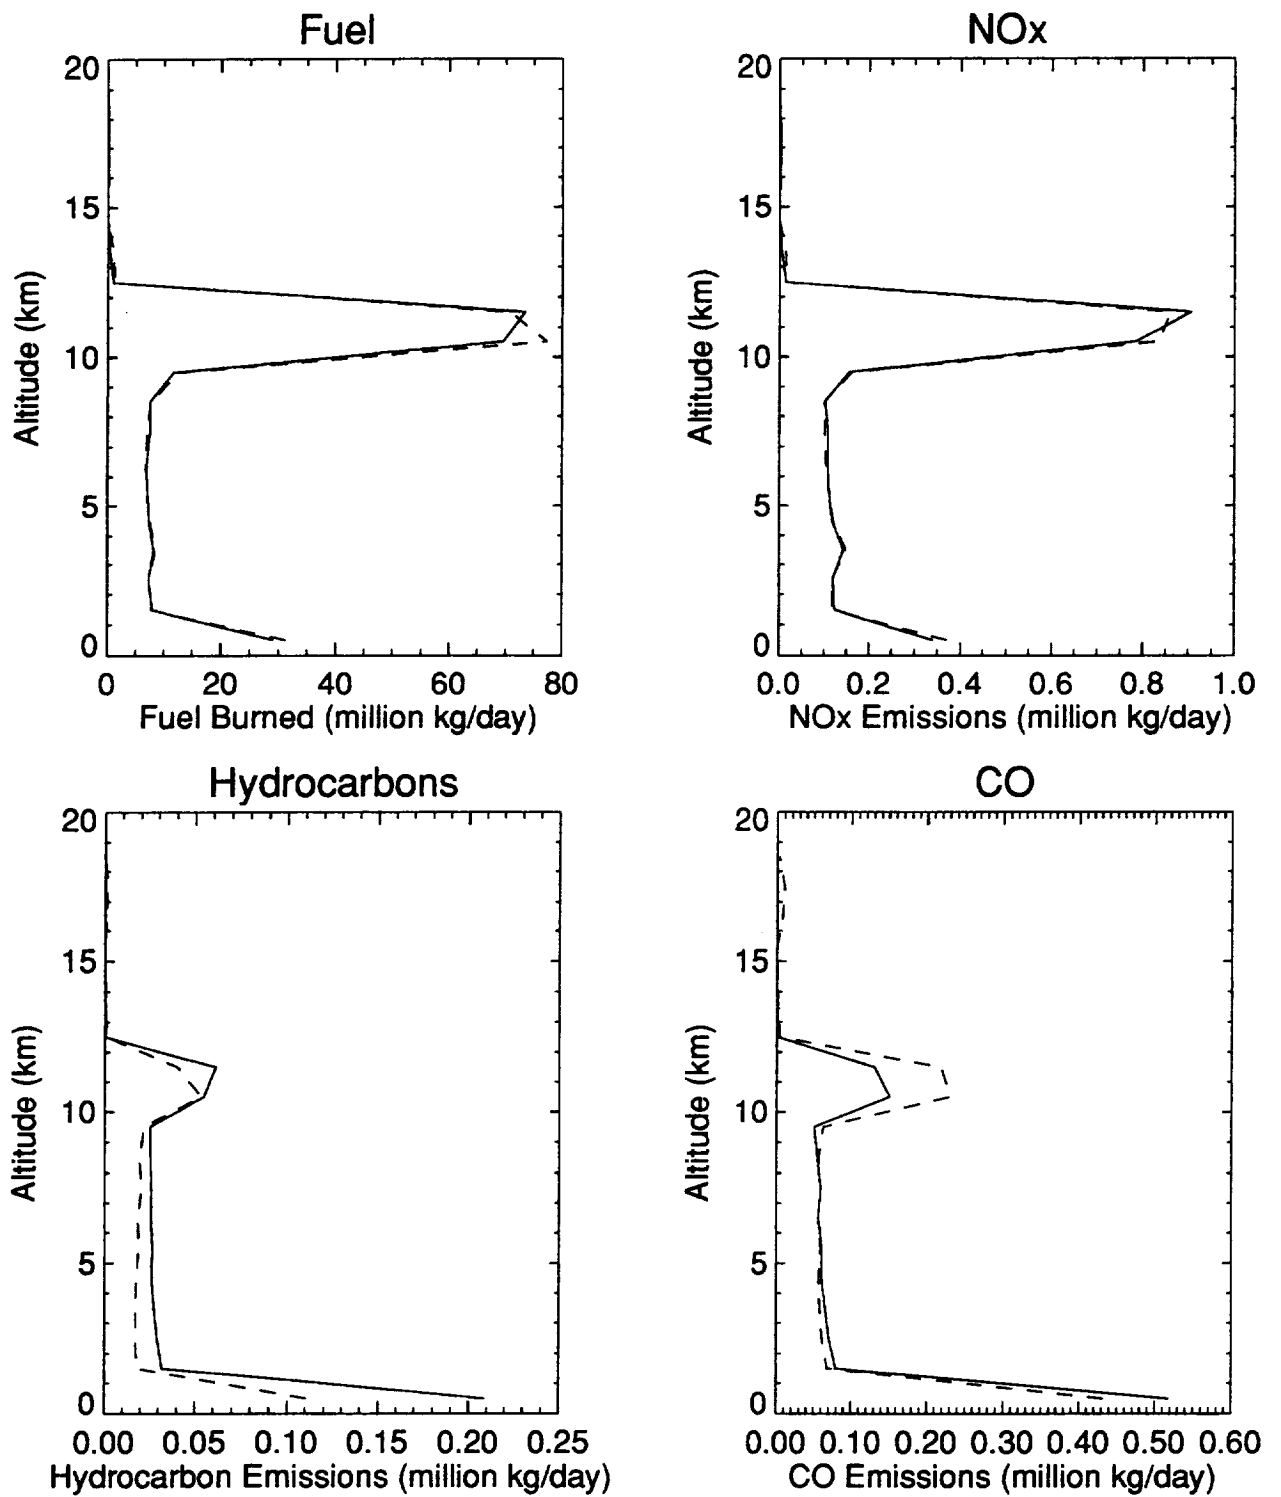 Fuel
20
15
10
5
0
Altitude (km)
0 20 40 60 80
Fuel Burned (million kg/day)
NOx
20
15
10
5
0
Altitude (km)
0.0 0.2 0.4 0.6 0.8 1.0
NOx Emissions (million kg/day)
Hydrocarbons
20
15
10
5
0
Altitude (km)
0.00 0.05 0.10 0.15 0.20 0.25
Hydrocarbon Emissions (million kg/day)
CO
20
15
10
5
0
Altitude (km)
0.00 0.10 0.20 0.30 0.40 0.50 0.60
CO Emissions (million kg/day)